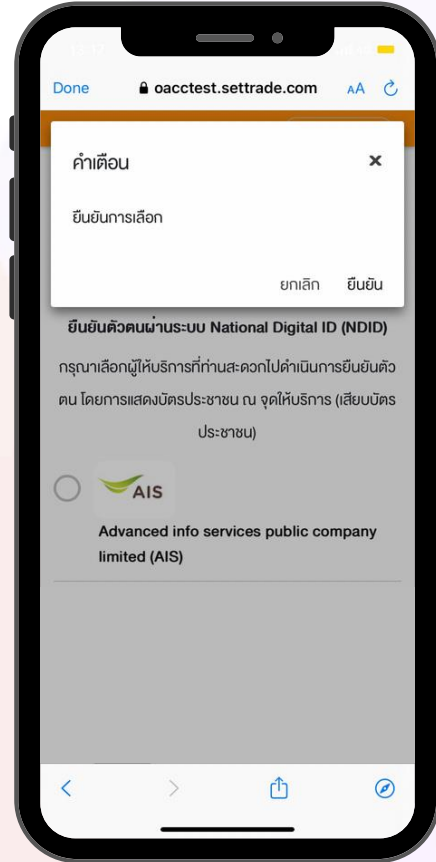 Done
oacctest.settrade.com
AA
คำเตือน
×
ยืนยันการเลือก
ยกเลิก
ยืนยัน
ยืนยันตัวตนผ่านระบบ National Digital ID (NDID)
กรุณาเลือกผู้ให้บริการที่ท่านสะดวกไปดำเนินการยืนยันตัว
ตน โดยการแสดงบัตรประชาชน ณ จุดให้บริการ (เสียบบัตร
ประชาชน)
AIS
Advanced info services public company
limited (AIS)